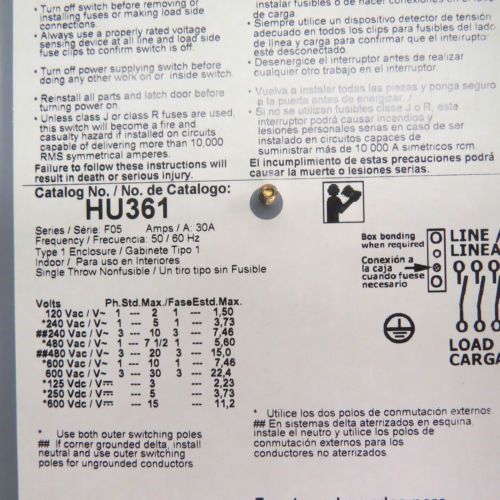 • Turn off switch before removing or
installing fuses or making load side
connections.
• Always use a properly rated voltage
sensing device at all line and load side
fuse clips to confirm switch is off.
• Turn off power supplying switch before
doing any other work on or inside switch.
• Reinstall all parts and latch door before
turning power on.
• Unless class J or class R fuses are used,
this switch will become a fire and
casualty hazard if installed on circuits
capable of delivering more than 10,000
RMS symmetrical amperes.
Failure to follow these instructions will
result in death or serious injury.
instalar fusibles o de hacer conexiones en el lado
de carga.
• Siempre utilice un dispositivo detector de tensión
adecuado en todos los clips para fusibles del lado
de línea y carga para confirmar que el interruptor
esté desconectado.
• Desenergice el interruptor antes de realizar
cualquier otro trabajo en el interruptor.
• Vuelva a instalar todas las piezas y ponga seguro
a la puerta antes de energizar.
• Si no se utilizan fusibles clase J o R, este
interruptor podrá causar incendios y
lesiones personales serias en caso de ser
instalado en circuitos capaces de
suministrar más de 10 000 A simétricos rcm.
El incumplimiento de estas precauciones podrá
causar la muerte o lesiones serias.
Catalog No. / No. de Catalogo:
HU361
Series / Série: F05 Amps / A: 30A
Frequency / Frecuencia: 50 / 60 Hz
Type 1 Enclosure / Gabinete Tipo 1
Indoor / Para uso en Interiores
Single Throw Nonfusible / Un tiro tipo sin Fusible
Volts Ph.Std.Max./FaseEstd.Max.
120 Vac / V~ 1 --- 2 --- 1 --- 1,50
*240 Vac / V~ 1 --- 5 --- 1 --- 3,73
##240 Vac / V~ 3 --- 10 --- 3 --- 7,46
*480 Vac / V~ 1 --- 7 1/2 1 --- 5,60
##480 Vac / V~ 3 --- 20 --- 3 --- 15,0
*600 Vac / V~ 1 --- 10 --- 1 --- 7,46
600 Vac / V~ 3 --- 30 --- 3 --- 22,4
*125 Vdc / V⎓ --- 3 --- 2,23
*250 Vdc / V⎓ --- 5 --- 3,73
*600 Vdc / V⎓ --- 15 --- 11,2
* Use both outer switching poles
## If corner grounded delta, install
neutral and use outer switching
poles for ungrounded conductors
Box bonding
when required
Conexión a
la caja
cuando fuese
necesario
LINE /
LINEA
LOAD
CARGA
* Utilice los dos polos de conmutación externos.
## En sistemas delta aterrizados en esquina,
instale el neutro y utilice los polos de
conmutación externos para los
conductores no aterrizados.